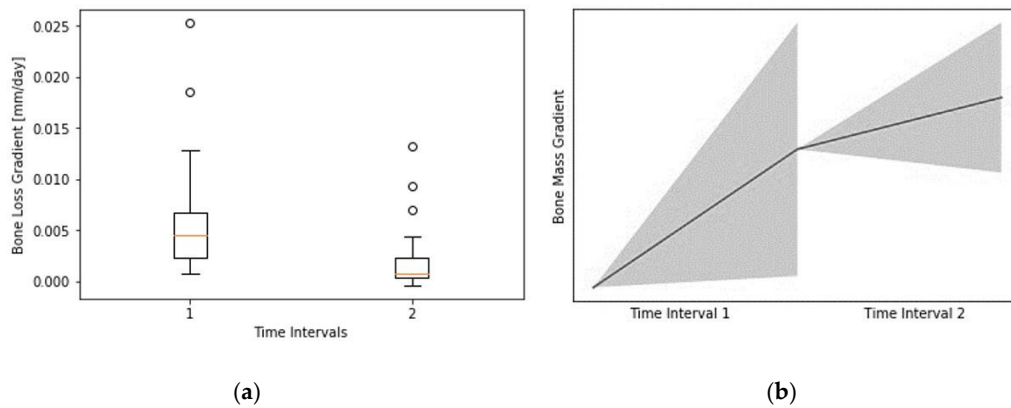 Bone Loss Gradient [mm/day]
0.025
0.020
0.015
0.010
0.005
0.000
1
2
Time Intervals
(a)
Bone Mass Gradient
Time Interval 1
Time Interval 2
(b)